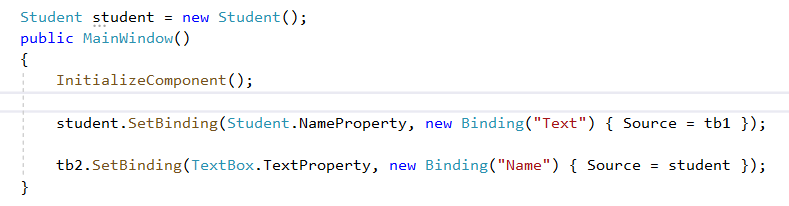 Student student = new Student();
public MainWindow()
{
InitializeComponent();
student.SetBinding(Student.NameProperty, new Binding("Text") { Source = tb1 });
tb2.SetBinding(TextBox.TextProperty, new Binding("Name") { Source = student });
}